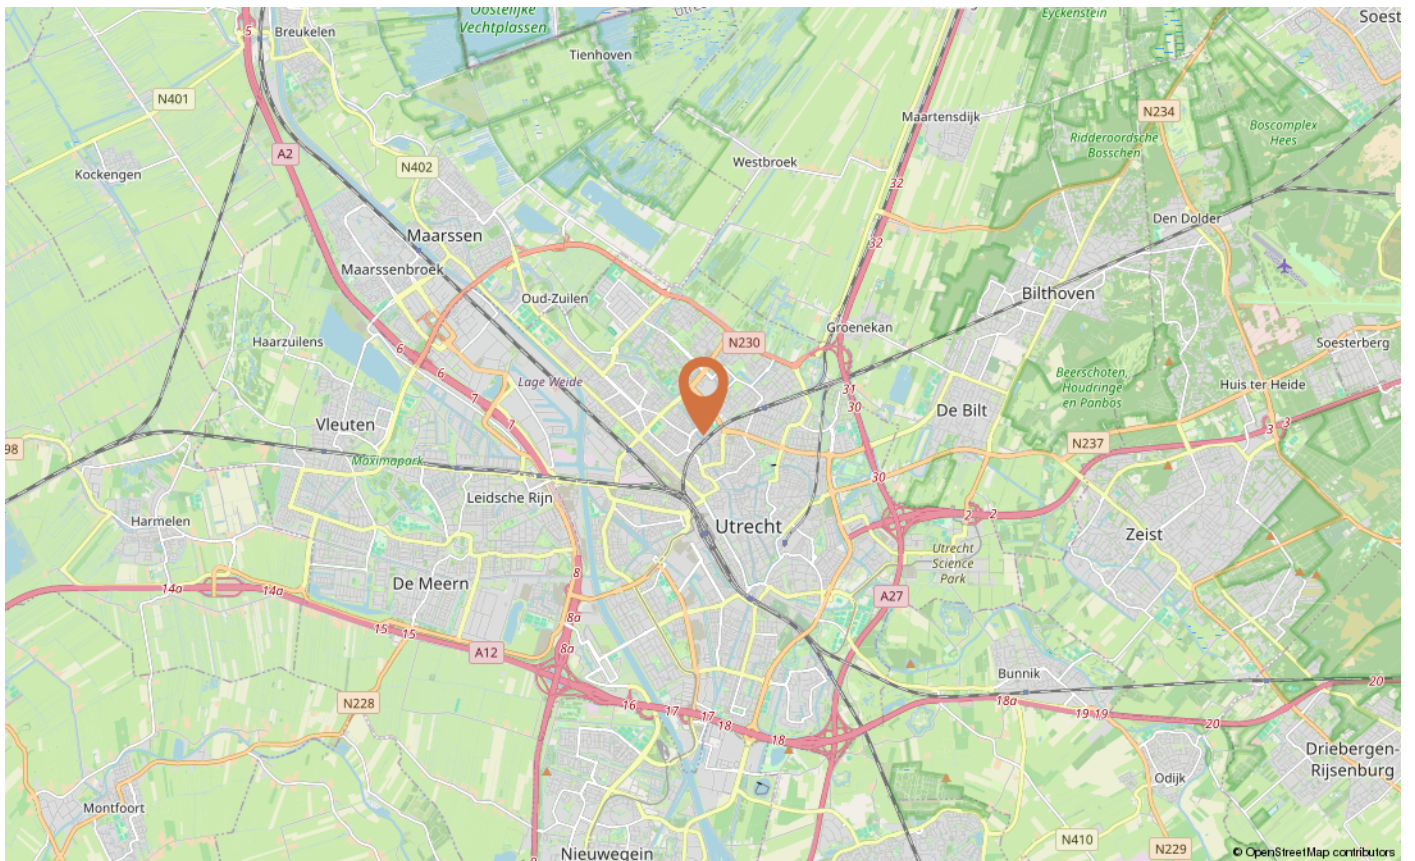 Oostelijke
Vechtplassen
Eyckenstein
Soest
5
Breukelen
Tienhoven
N401
N234
Maartensdijk
Ridderoordsche
Bosschen
Boscomplex
Hees
A2
N402
Westbroek
Kockengen
32
Den Dolder
Maarssen
32
Maarssenbroek
Bilthoven
Oud-Zuilen
Groenekan
Haarzuilens
N230
Soesterberg
6
6
Lage Weide
Beerschoten,
Houdringe
en Panbos
31
30
Huis ter Heide
7
7
De Bilt
Vleuten
3
3
N237
98
Maximapark
30
Leidsche Rijn
Harmelen
Utrecht
2
2
Zeist
Utrecht
Science
Park
De Meern
8
14a
14a
A27
8a
15
15
8a
A12
Bunnik
20
N228
16
17
17
18
18a
19
19
20
18
Driebergen-
Rijsenburg
Odijk
Montfoort
N410
N229
Nieuwegein
© OpenStreetMap contributors